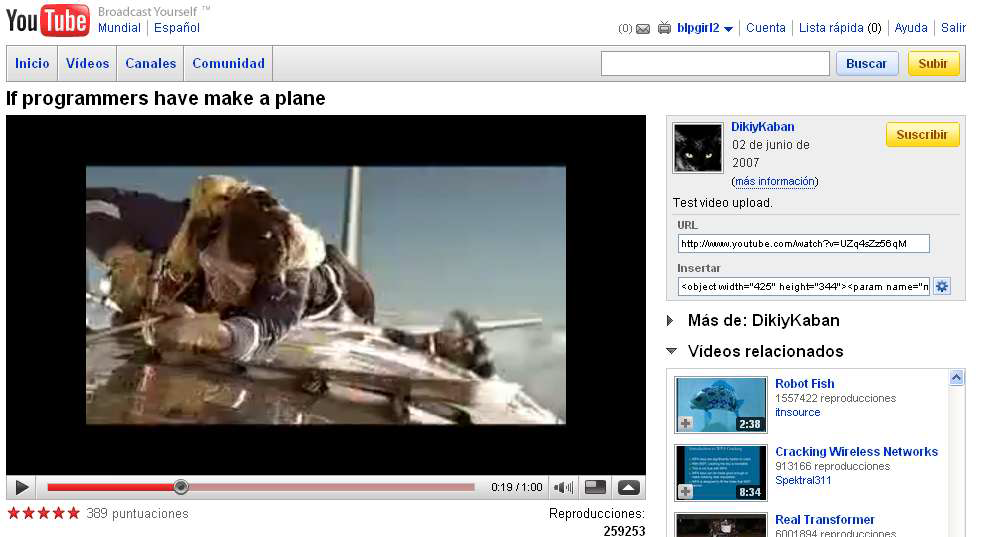 YouTube Broadcast Yourself ™
Mundial Español
(0) blpgirl2 Cuenta Lista rápida (0) Ayuda Salir
Inicio Vídeos Canales Comunidad Buscar Subir
If programmers have make a plane
DikiyKaban
02 de junio de
2007
(más información)
Suscribir
Test video upload.
URL
http://www.youtube.com/watch?v=UZq4sZz56qM
Insertar
<object width="425" height="344"><param name="n
Más de: DikiyKaban
Vídeos relacionados
Robot Fish
1557422 reproducciones
itnsource
2:38
Cracking Wireless Networks
913166 reproducciones
Spektral311
8:34
Real Transformer
6001894 reproducciones
0:19 / 1:00
389 puntuaciones
Reproducciones:
259253